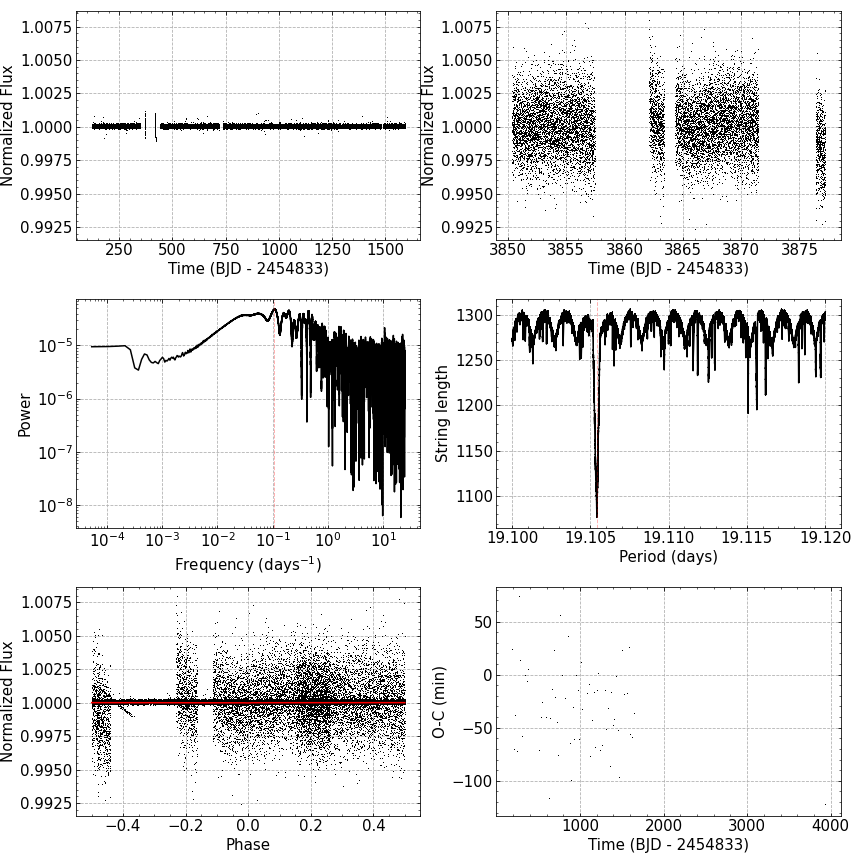 1.0075
1.0050
1.0025
1.0000
0.9975
0.9950
0.9925
Normalized Flux
250 500 750 1000 1250 1500
Time (BJD - 2454833)
1.0075
1.0050
1.0025
1.0000
0.9975
0.9950
0.9925
Normalized Flux
3850 3855 3860 3865 3870 3875
Time (BJD - 2454833)
10−5
10−6
10−7
10−8
Power
10−4 10−3 10−2 10−1 100 101
Frequency (days−1)
1300
1250
1200
1150
1100
String length
19.100 19.105 19.110 19.115 19.120
Period (days)
1.0075
1.0050
1.0025
1.0000
0.9975
0.9950
0.9925
Normalized Flux
−0.4 −0.2 0.0 0.2 0.4
Phase
50
0
−50
−100
O-C (min)
1000 2000 3000 4000
Time (BJD - 2454833)